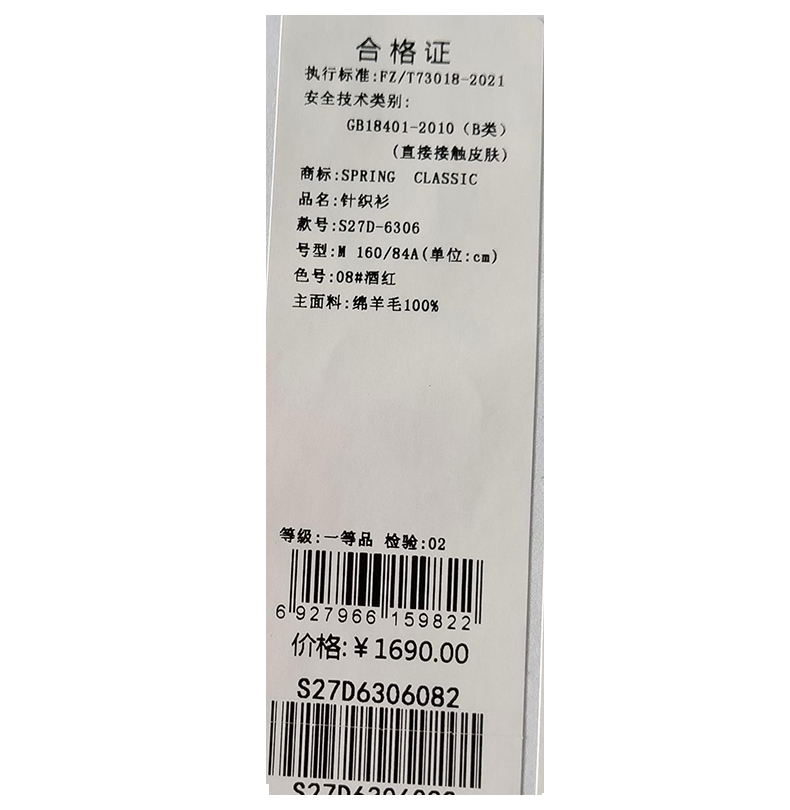 合格证
执行标准:FZ/T73018-2021
安全技术类别:
GB18401-2010（B类）
(直接接触皮肤)
商标:SPRING CLASSIC
品名:针织衫
款号:S27D-6306
号型:M 160/84A(单位:cm)
色号:08#酒红
主面料:绵羊毛100%
等级:一等品 检验:02
6 927966 159822
价格:￥1690.00
S27D6306082
S27D6306082